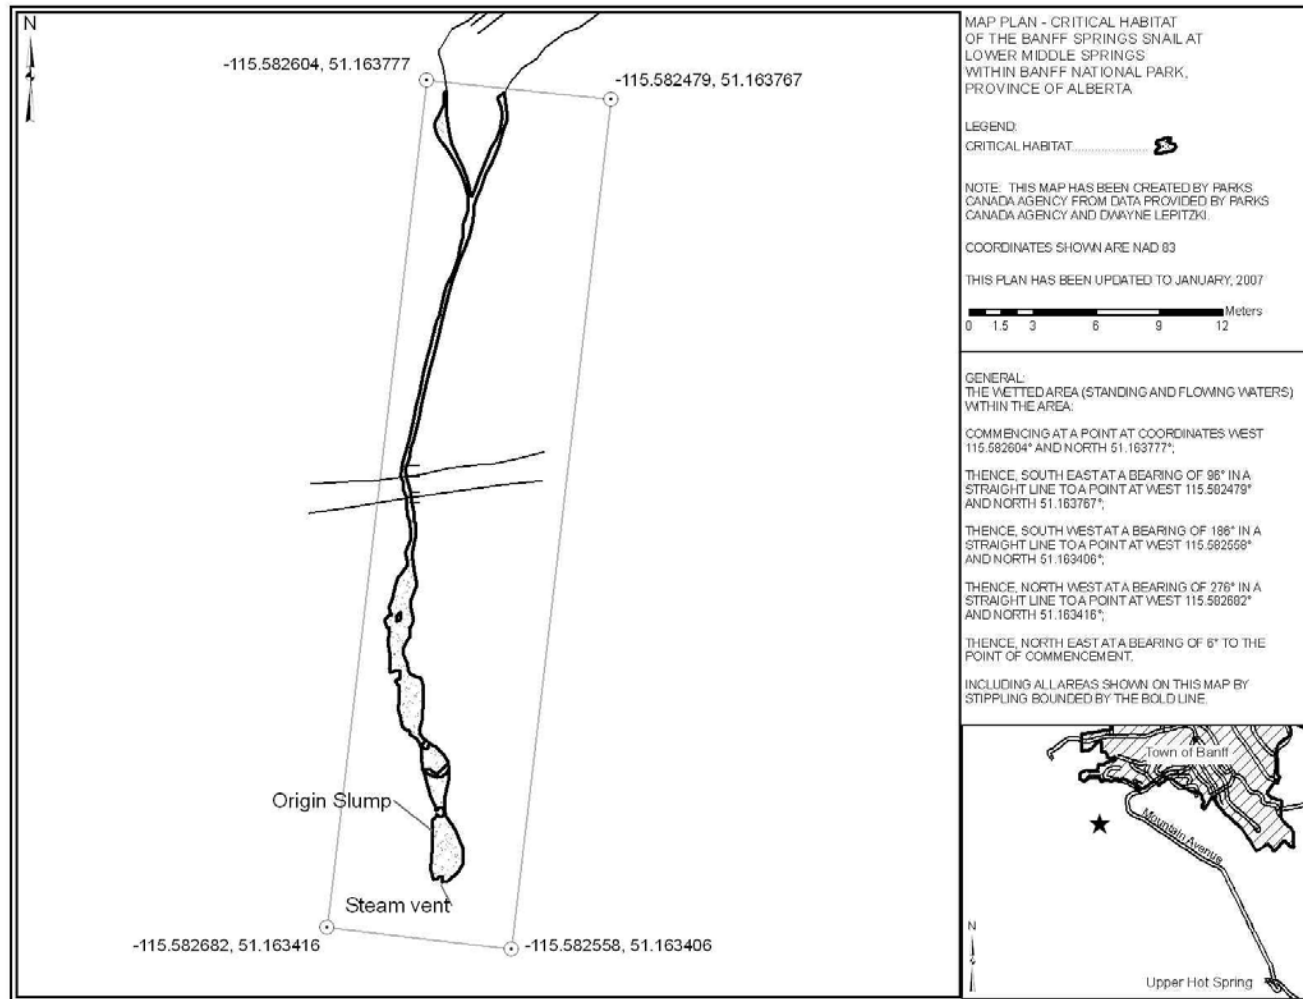 N
-115.582604, 51.163777
-115.582479, 51.163767
Origin Slump
Steam vent
-115.582682, 51.163416
-115.582558, 51.163406
MAP PLAN - CRITICAL HABITAT
OF THE BANFF SPRINGS SNAIL AT
LOWER MIDDLE SPRINGS
WITHIN BANFF NATIONAL PARK,
PROVINCE OF ALBERTA
LEGEND:
CRITICAL HABITAT......................
NOTE: THIS MAP HAS BEEN CREATED BY PARKS
CANADA AGENCY FROM DATA PROVIDED BY PARKS
CANADA AGENCY AND DWAYNE LEPITZKI.
COORDINATES SHOWN ARE NAD 83
THIS PLAN HAS BEEN UPDATED TO JANUARY, 2007
Meters
0 1.5 3 6 9 12
GENERAL:
THE WETTED AREA (STANDING AND FLOWING WATERS)
WITHIN THE AREA:
COMMENCING AT A POINT AT COORDINATES WEST
115.582604° AND NORTH 51.163777°;
THENCE, SOUTH EAST AT A BEARING OF 96° IN A
STRAIGHT LINE TO A POINT AT WEST 115.582479°
AND NORTH 51.163767°;
THENCE, SOUTH WEST AT A BEARING OF 186° IN A
STRAIGHT LINE TO A POINT AT WEST 115.582558°
AND NORTH 51.163406°;
THENCE, NORTH WEST AT A BEARING OF 276° IN A
STRAIGHT LINE TO A POINT AT WEST 115.582682°
AND NORTH 51.163416°;
THENCE, NORTH EAST AT A BEARING OF 6° TO THE
POINT OF COMMENCEMENT.
INCLUDING ALL AREAS SHOWN ON THIS MAP BY
STIPPLING BOUNDED BY THE BOLD LINE.
Town of Banff
Mountain Avenue
N
Upper Hot Spring